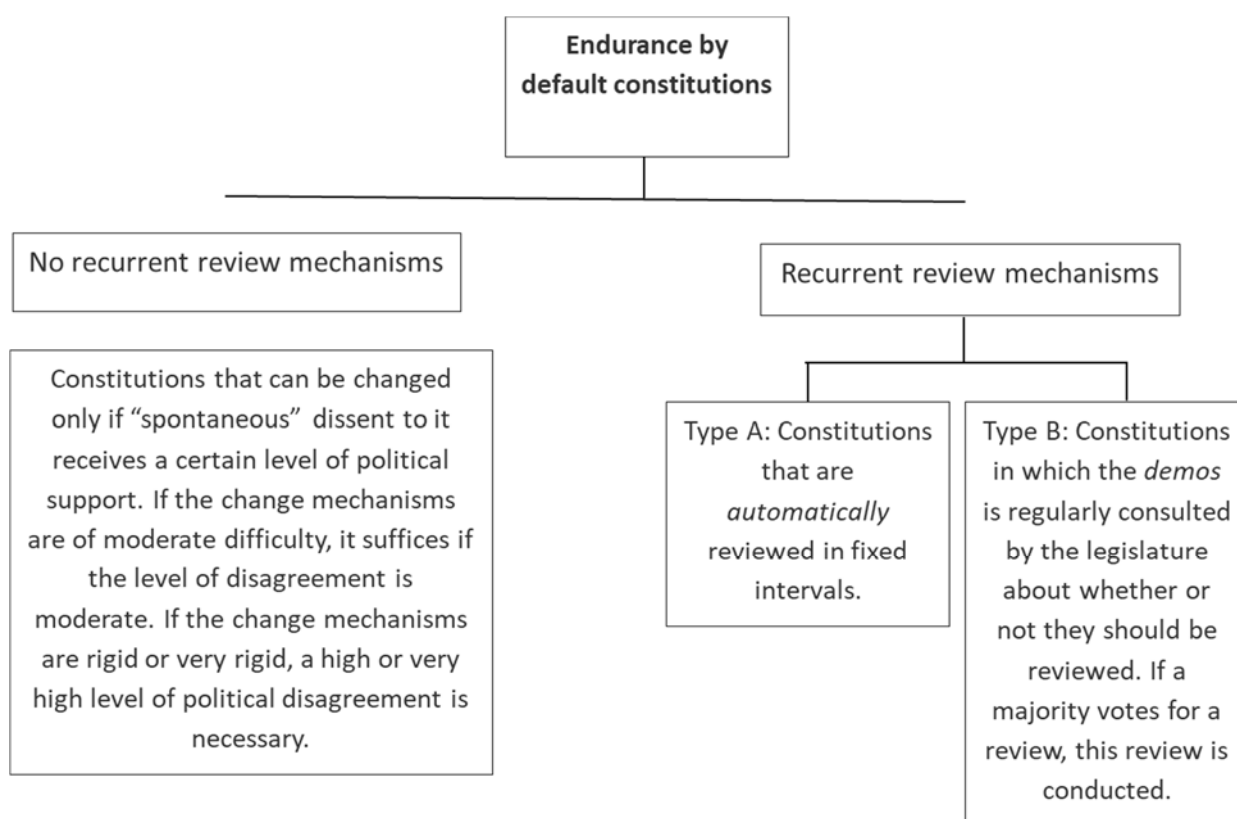 Endurance by
default constitutions
No recurrent review mechanisms
Constitutions that can be changed
only if “spontaneous” dissent to it
receives a certain level of political
support. If the change mechanisms
are of moderate difficulty, it suffices if
the level of disagreement is
moderate. If the change mechanisms
are rigid or very rigid, a high or very
high level of political disagreement is
necessary.
Recurrent review mechanisms
Type A: Constitutions
that are
automatically
reviewed in fixed
intervals.
Type B: Constitutions
in which the demos
is regularly consulted
by the legislature
about whether or
not they should be
reviewed. If a
majority votes for a
review, this review is
conducted.